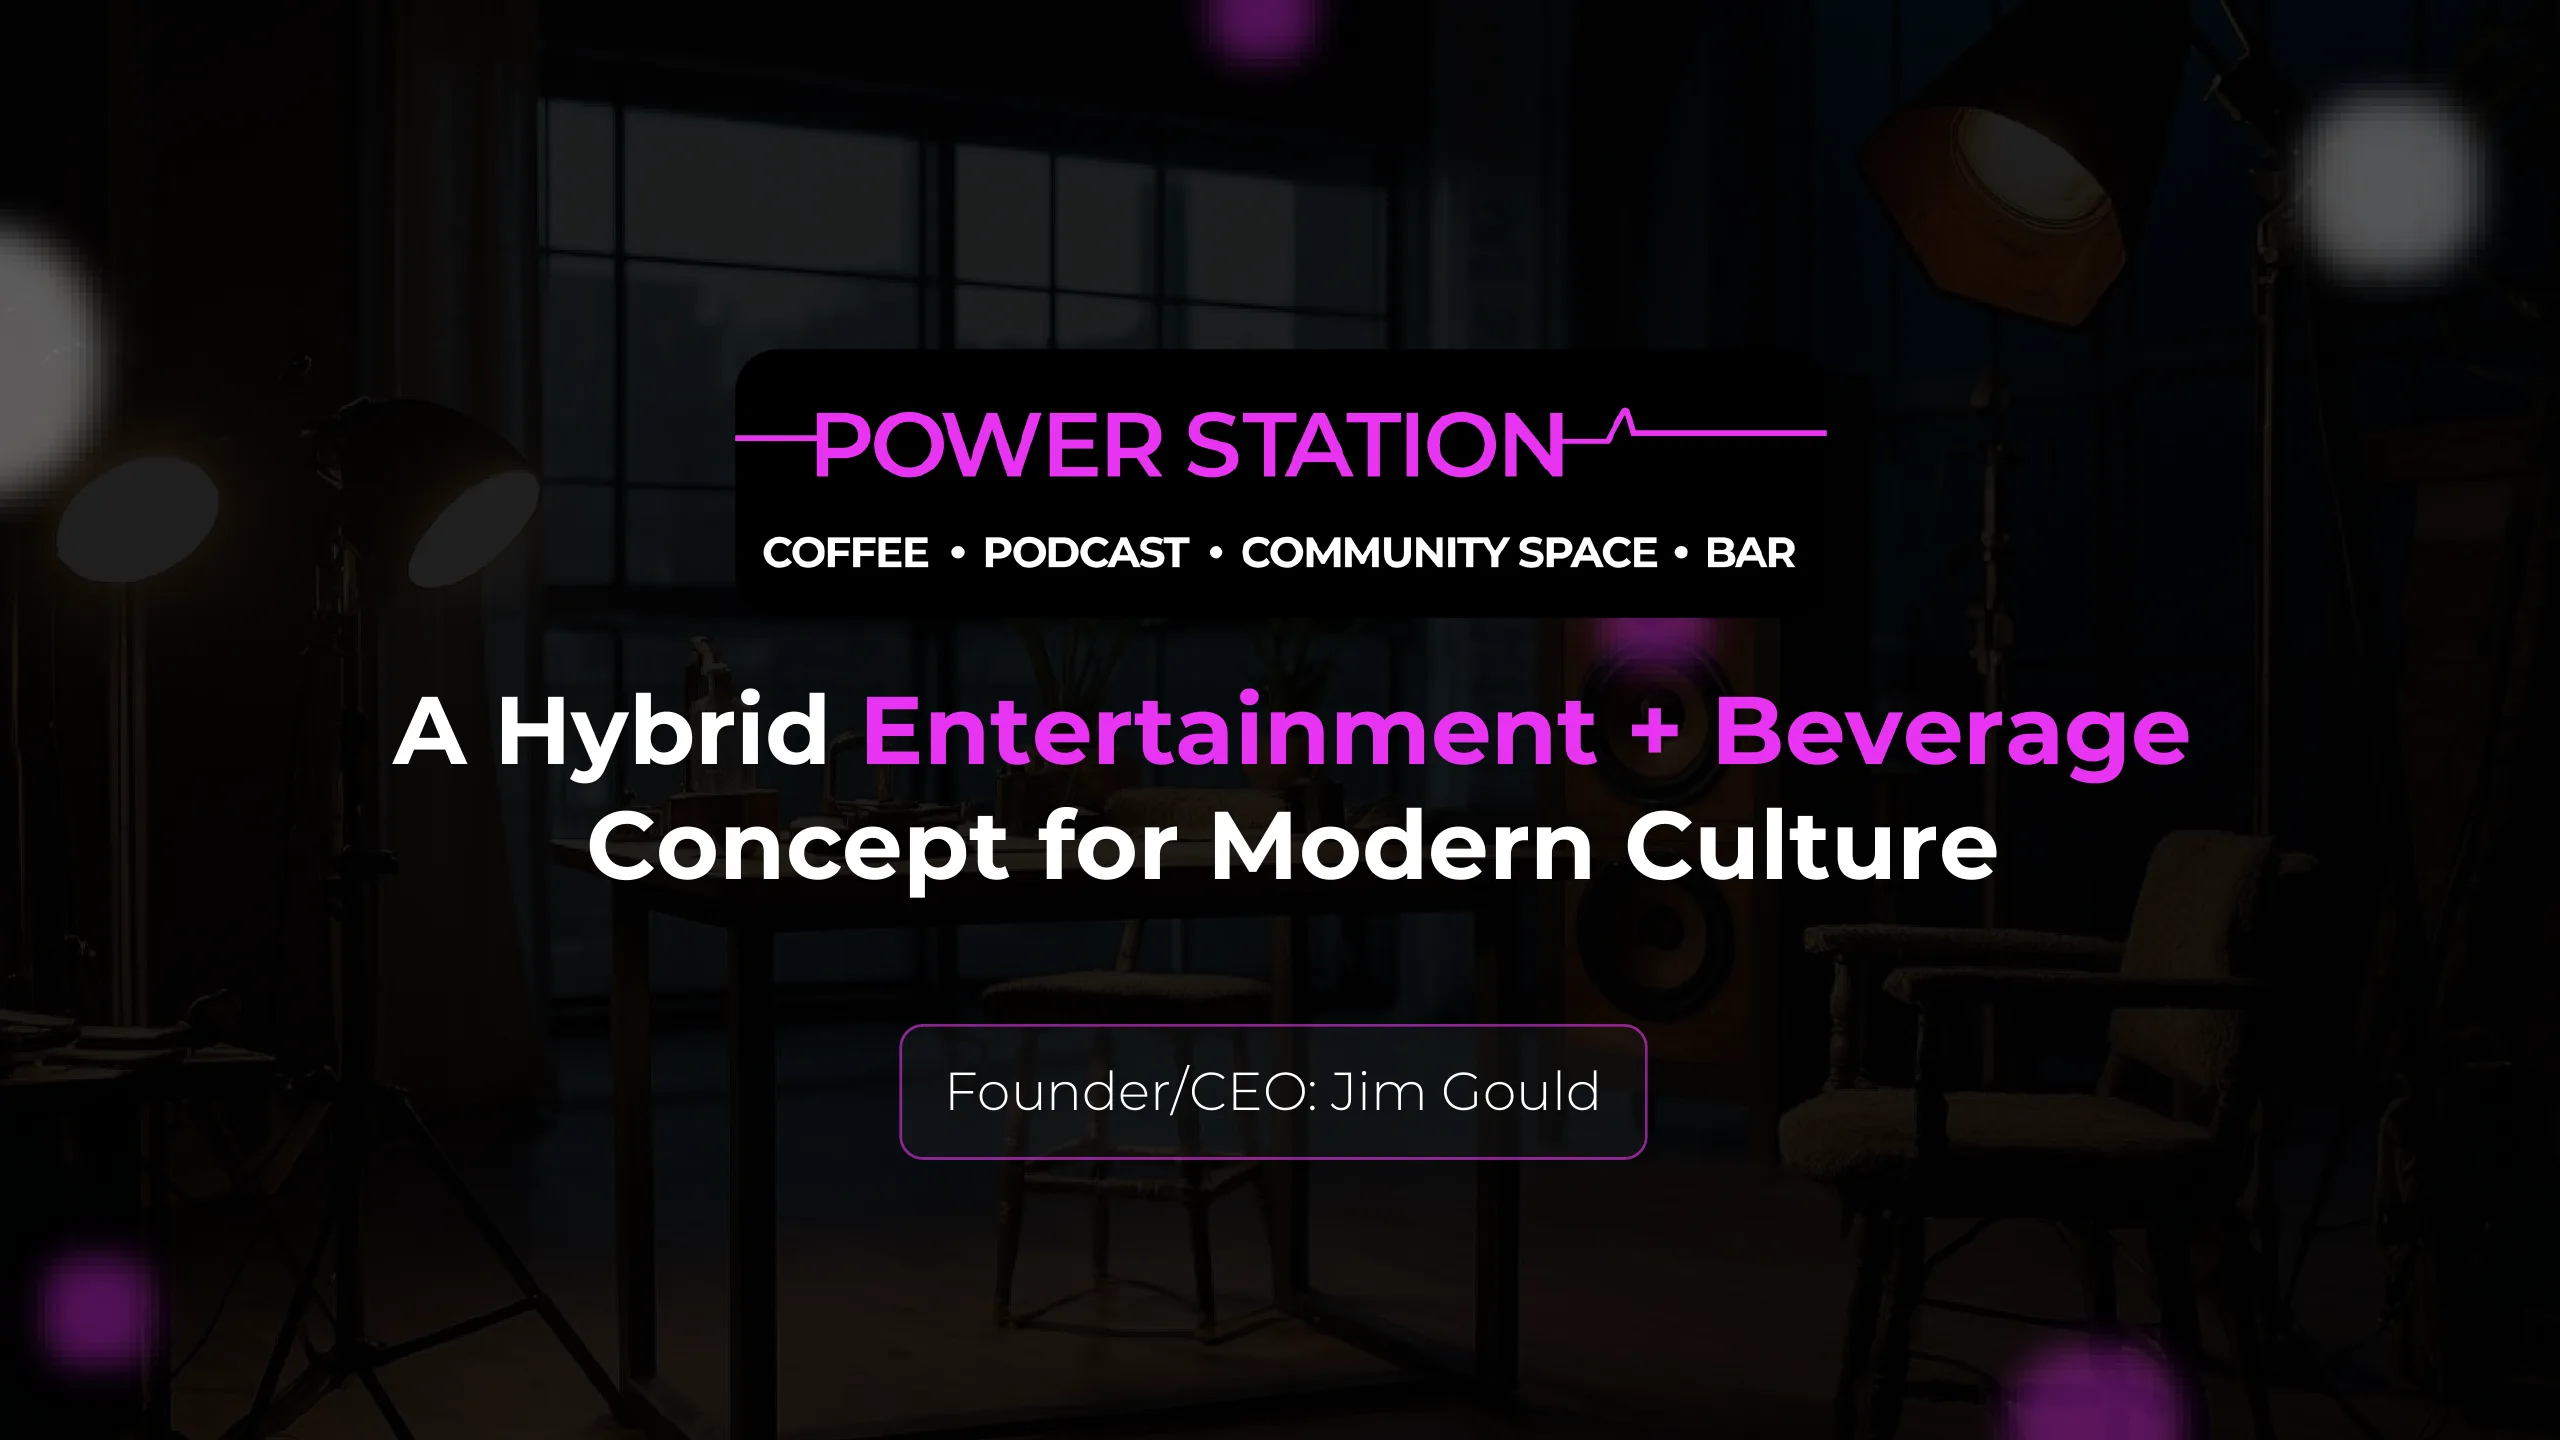 POWER STATION
COFFEE • PODCAST • COMMUNITY SPACE • BAR
A Hybrid Entertainment + Beverage
Concept for Modern Culture
Founder/CEO: Jim Gould